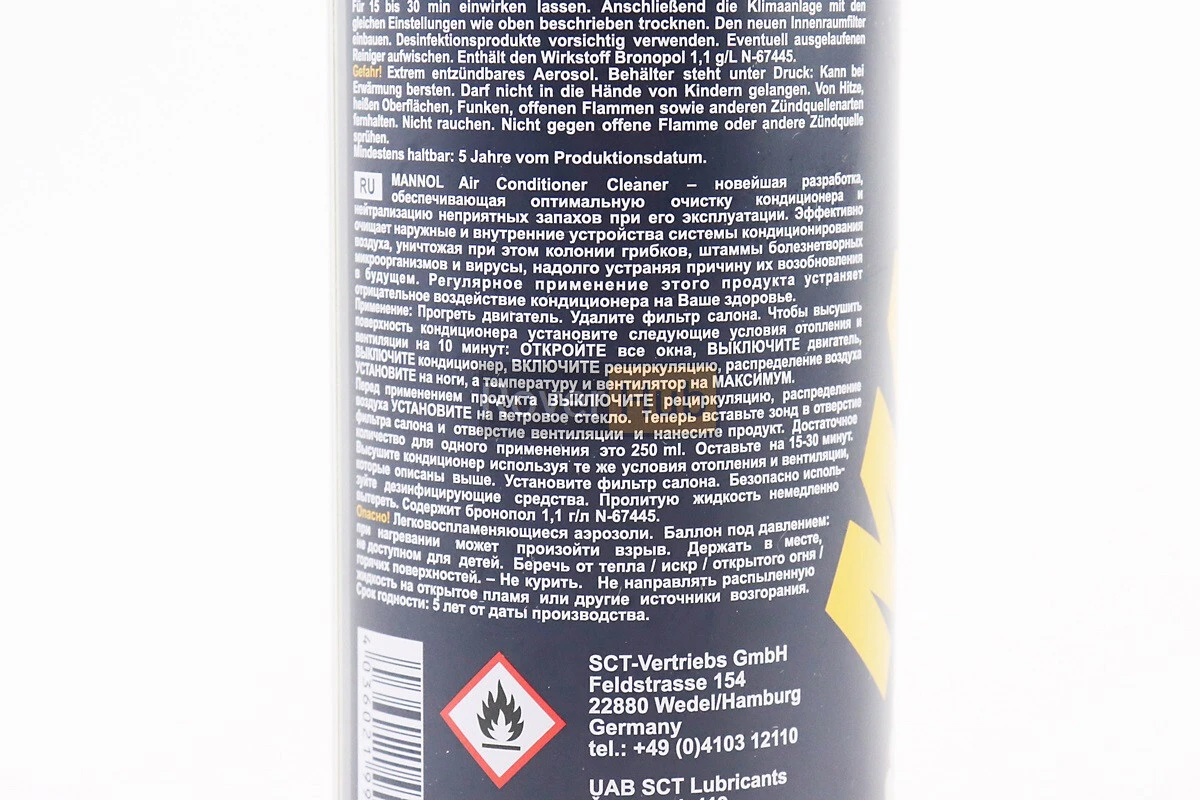 Für 15 bis 30 min einwirken lassen. Anschließend die Klimaanlage mit den
gleichen Einstellungen wie oben beschrieben trocknen. Den neuen Innenraumfilter
einbauen. Desinfektionsprodukte vorsichtig verwenden. Eventuell ausgelaufenen
Reiniger aufwischen. Enthält den Wirkstoff Bronopol 1,1 g/L N-67445.
Gefahr! Extrem entzündbares Aerosol. Behälter steht unter Druck: Kann bei
Erwärmung bersten. Darf nicht in die Hände von Kindern gelangen. Von Hitze,
heißen Oberflächen, Funken, offenen Flammen sowie anderen Zündquellenarten
fernhalten. Nicht rauchen. Nicht gegen offene Flamme oder andere Zündquelle
sprühen.
Mindestens haltbar: 5 Jahre vom Produktionsdatum.
RU MANNOL Air Conditioner Cleaner – новейшая разработка,
обеспечивающая оптимальную очистку кондиционера и
нейтрализацию неприятных запахов при его эксплуатации. Эффективно
очищает наружные и внутренние устройства системы кондиционирования
воздуха, уничтожая при этом колонии грибков, штаммы болезнетворных
микроорганизмов и вирусы, надолго устраняя причину их возобновления
в будущем. Регулярное применение этого продукта устраняет
отрицательное воздействие кондиционера на Ваше здоровье.
Применение: Прогреть двигатель. Удалите фильтр салона. Чтобы высушить
поверхность кондиционера установите следующие условия отопления и
вентиляции на 10 минут: ОТКРОЙТЕ все окна, ВЫКЛЮЧИТЕ двигатель,
ВЫКЛЮЧИТЕ кондиционер, ВКЛЮЧИТЕ рециркуляцию, распределение воздуха
УСТАНОВИТЕ на ноги, а температуру и вентилятор на МАКСИМУМ.
Перед применением продукта ВЫКЛЮЧИТЕ рециркуляцию, распределение
воздуха УСТАНОВИТЕ на ветровое стекло. Теперь вставьте зонд в отверстие
фильтра салона и отверстие вентиляции и нанесите продукт. Достаточное
количество для одного применения это 250 ml. Оставьте на 15-30 минут.
Высушите кондиционер используя те же условия отопления и вентиляции,
которые описаны выше. Установите фильтр салона. Безопасно исполь-
зуйте дезинфицирующие средства. Пролитую жидкость немедленно
вытереть. Содержит бронопол 1,1 г/л N-67445.
Опасно! Легковоспламеняющиеся аэрозоли. Баллон под давлением:
при нагревании может произойти взрыв. Держать в месте,
не доступном для детей. Беречь от тепла / искр / открытого огня /
горячих поверхностей. – Не курить. Не направлять распыленную
жидкость на открытое пламя или другие источники возгорания.
Срок годности: 5 лет от даты производства.
4 036021 9
SCT-Vertriebs GmbH
Feldstrasse 154
22880 Wedel/Hamburg
Germany
tel.: +49 (0)4103 12110
UAB SCT Lubricants